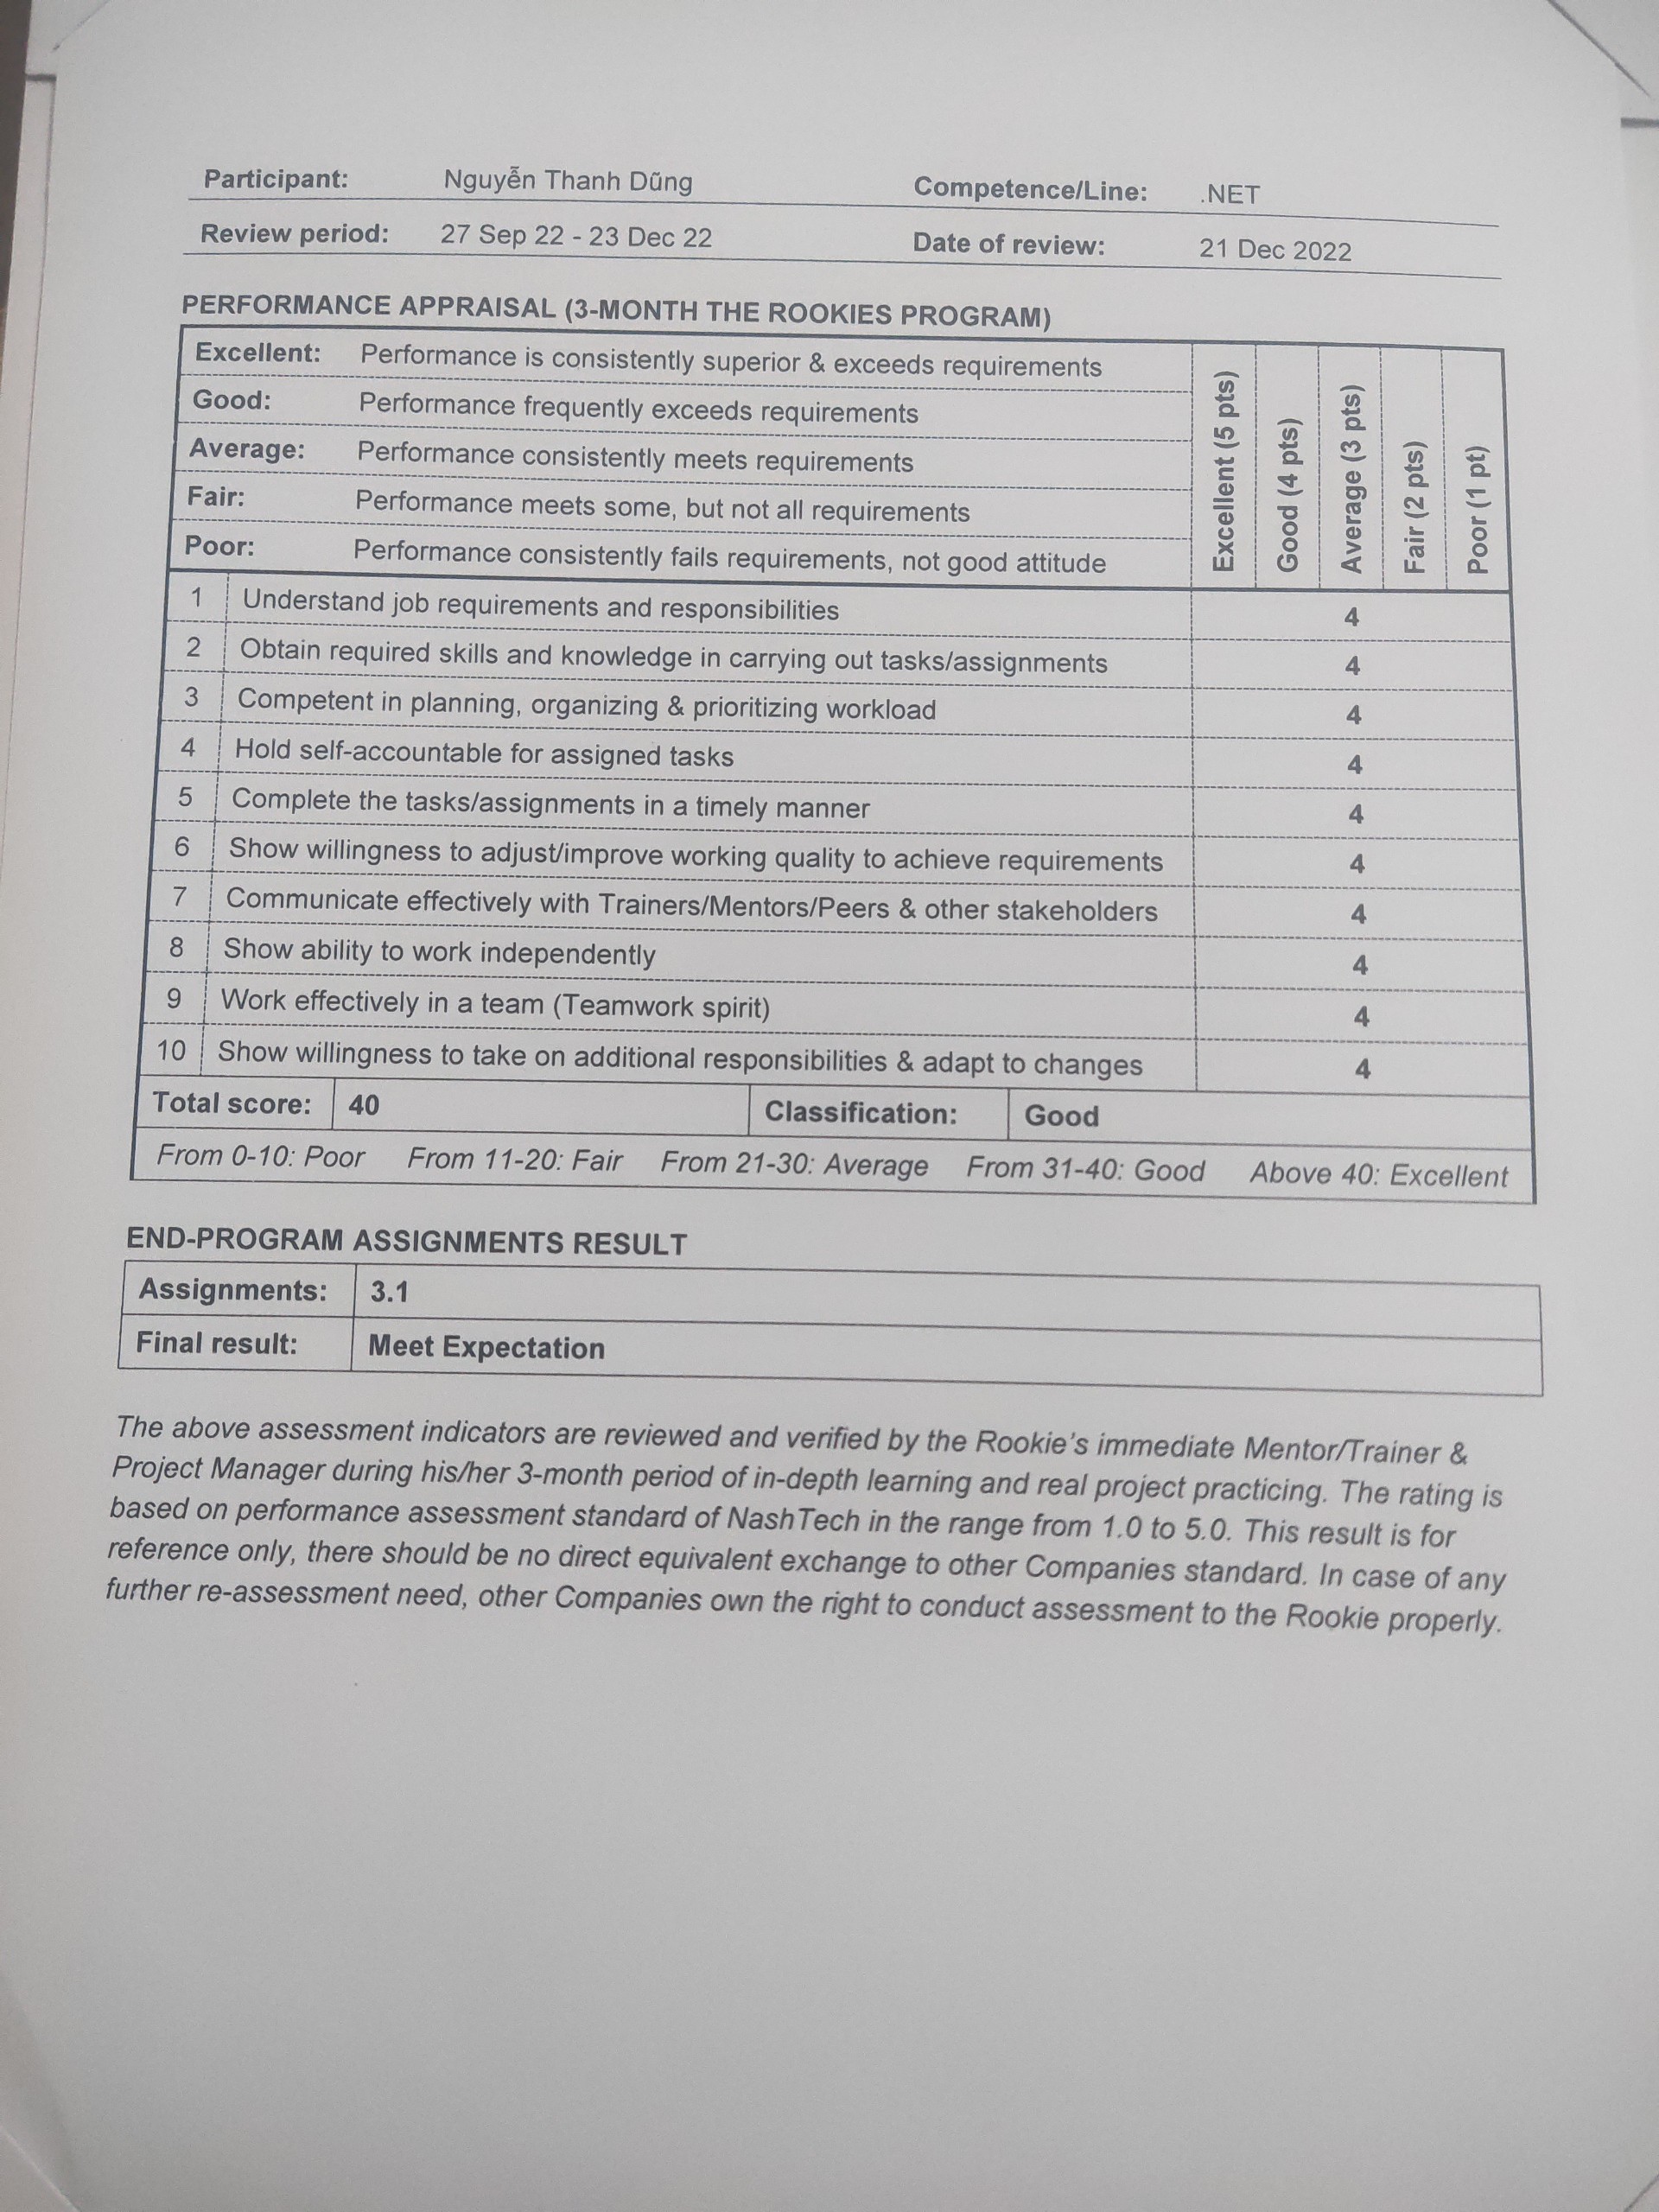 Participant: Nguyễn Thanh Dũng Competence/Line: .NET
Review period: 27 Sep 22 - 23 Dec 22 Date of review: 21 Dec 2022
PERFORMANCE APPRAISAL (3-MONTH THE ROOKIES PROGRAM)
Excellent: Performance is consistently superior & exceeds requirements
Good: Performance frequently exceeds requirements
Average: Performance consistently meets requirements
Fair: Performance meets some, but not all requirements
Poor: Performance consistently fails requirements, not good attitude
Excellent (5 pts)
Good (4 pts)
Average (3 pts)
Fair (2 pts)
Poor (1 pt)
1 Understand job requirements and responsibilities 4
2 Obtain required skills and knowledge in carrying out tasks/assignments 4
3 Competent in planning, organizing & prioritizing workload 4
4 Hold self-accountable for assigned tasks 4
5 Complete the tasks/assignments in a timely manner 4
6 Show willingness to adjust/improve working quality to achieve requirements 4
7 Communicate effectively with Trainers/Mentors/Peers & other stakeholders 4
8 Show ability to work independently 4
9 Work effectively in a team (Teamwork spirit) 4
10 Show willingness to take on additional responsibilities & adapt to changes 4
Total score: 40 Classification: Good
From 0-10: Poor From 11-20: Fair From 21-30: Average From 31-40: Good Above 40: Excellent
END-PROGRAM ASSIGNMENTS RESULT
Assignments: 3.1
Final result: Meet Expectation
The above assessment indicators are reviewed and verified by the Rookie's immediate Mentor/Trainer &
Project Manager during his/her 3-month period of in-depth learning and real project practicing. The rating is
based on performance assessment standard of NashTech in the range from 1.0 to 5.0. This result is for
reference only, there should be no direct equivalent exchange to other Companies standard. In case of any
further re-assessment need, other Companies own the right to conduct assessment to the Rookie properly.